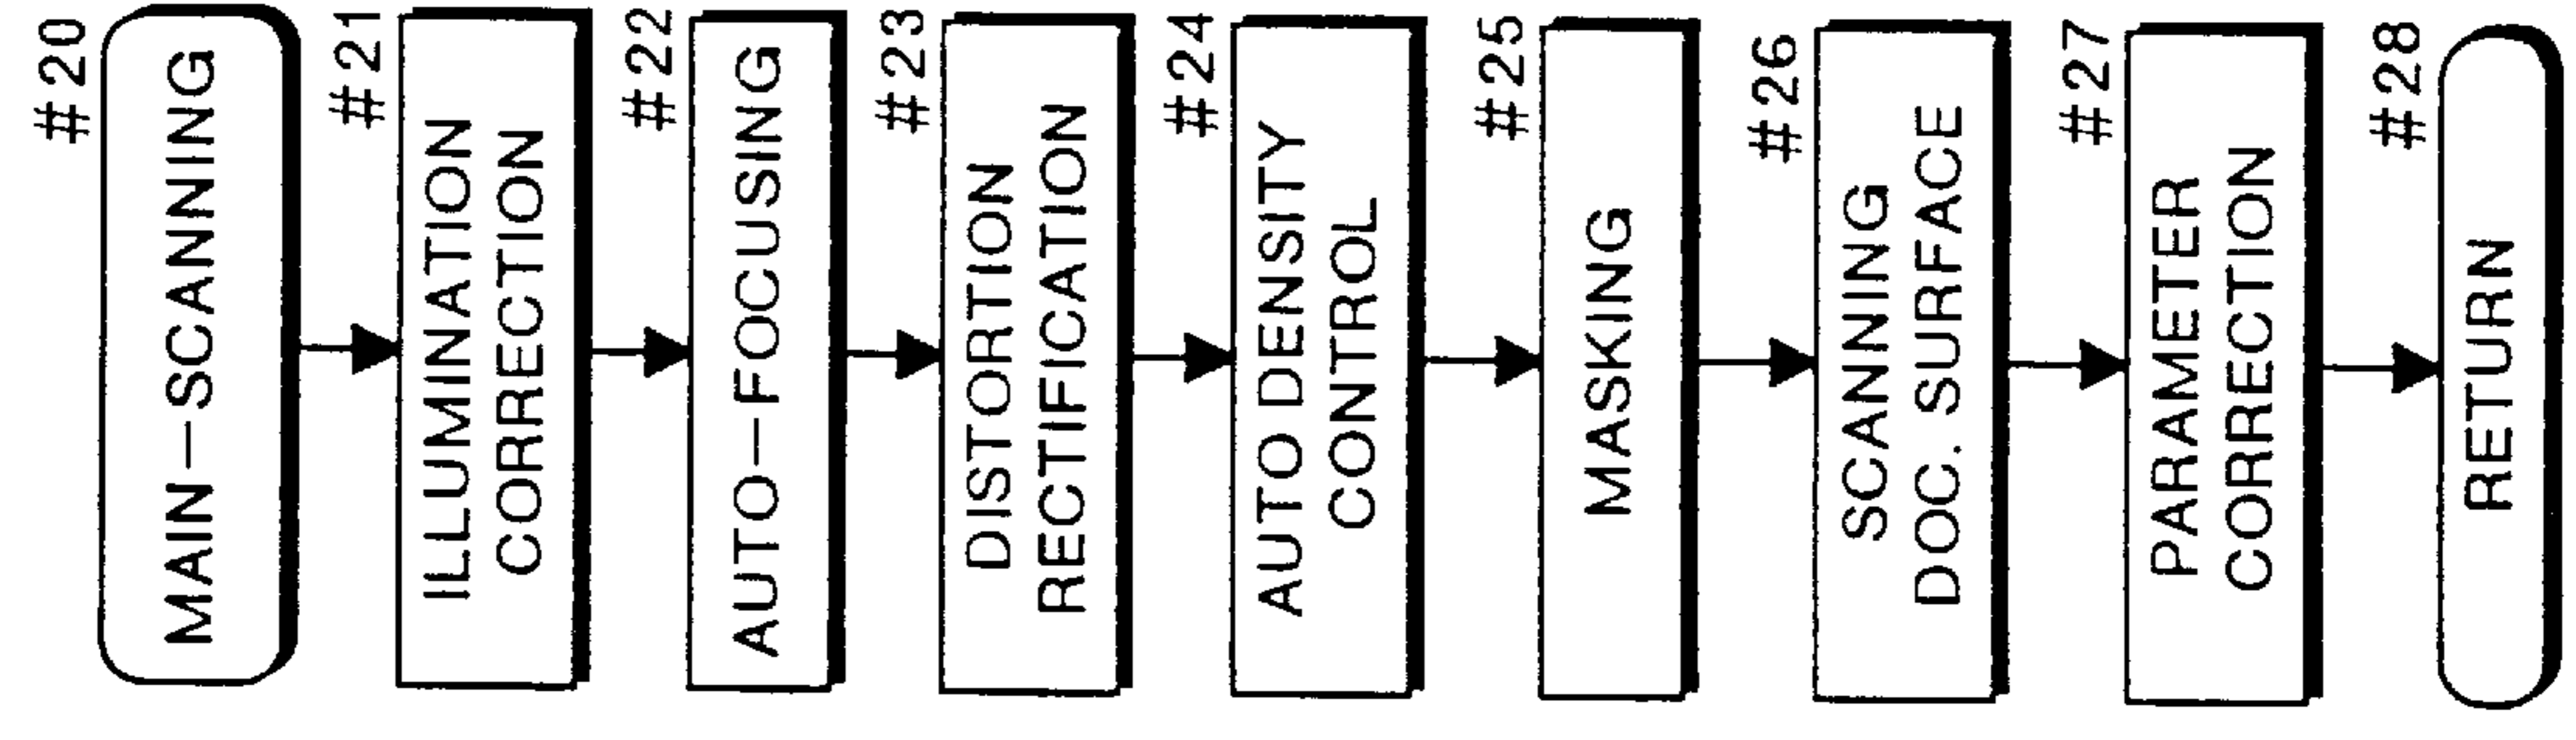 #20
MAIN-SCANNING
#21
ILLUMINATION
CORRECTION
#22
AUTO-FOCUSING
#23
DISTORTION
RECTIFICATION
#24
AUTO DENSITY
CONTROL
#25
MASKING
#26
SCANNING
DOC. SURFACE
#27
PARAMETER
CORRECTION
#28
RETURN